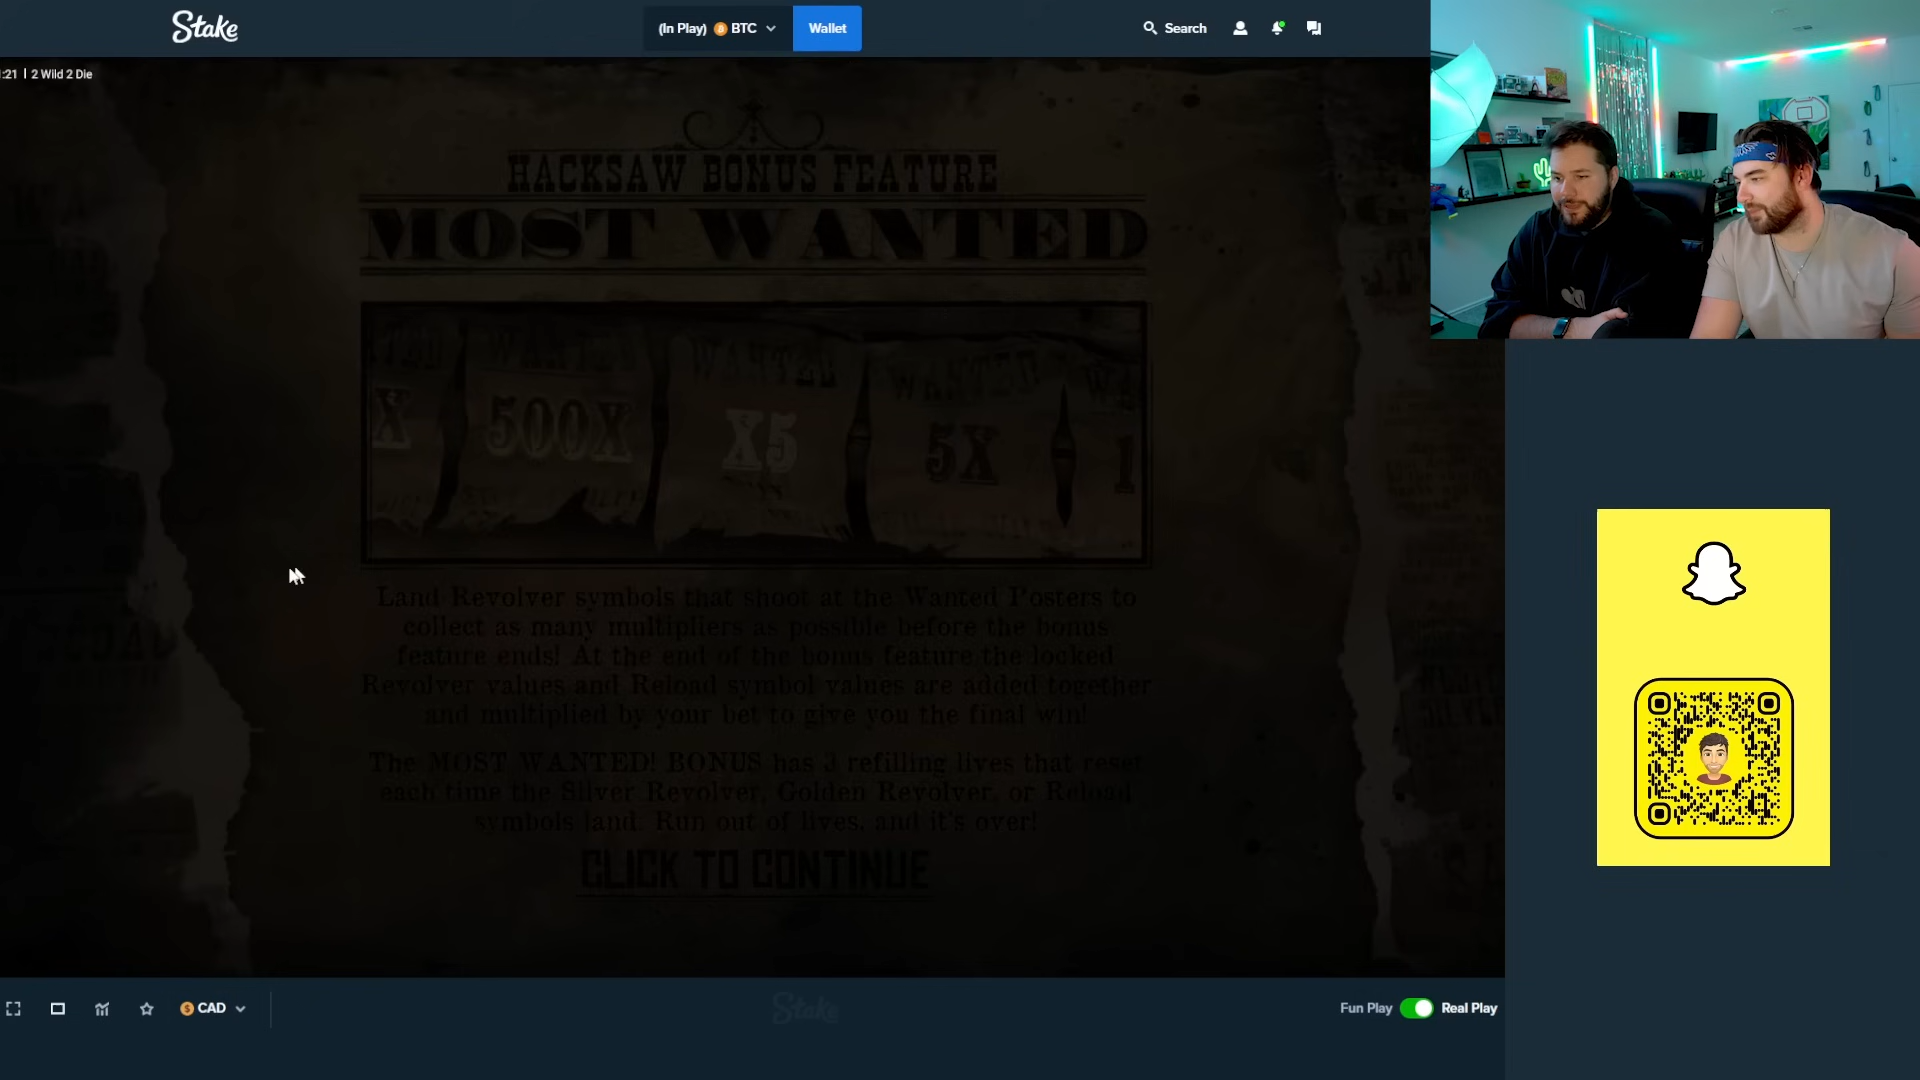 Stake
(In Play) BTC
Wallet
Search
:21 | 2 Wild 2 Die
HACKSAW BONUS FEATURE
MOST WANTED
WANTED WANTED WANTED
X 500X X5 5X 1
Land Revolver symbols that shoot at the Wanted Posters to
collect as many multipliers as possible before the bonus
feature ends! At the end of the bonus feature the locked
Revolver values and Reload symbol values are added together
and multiplied by your bet to give you the final win!
The MOST WANTED! BONUS has 3 refilling lives that reset
each time the Silver Revolver, Golden Revolver, or Reload
symbols land. Run out of lives, and it's over!
CLICK TO CONTINUE
CAD
Stake
Fun Play
Real Play